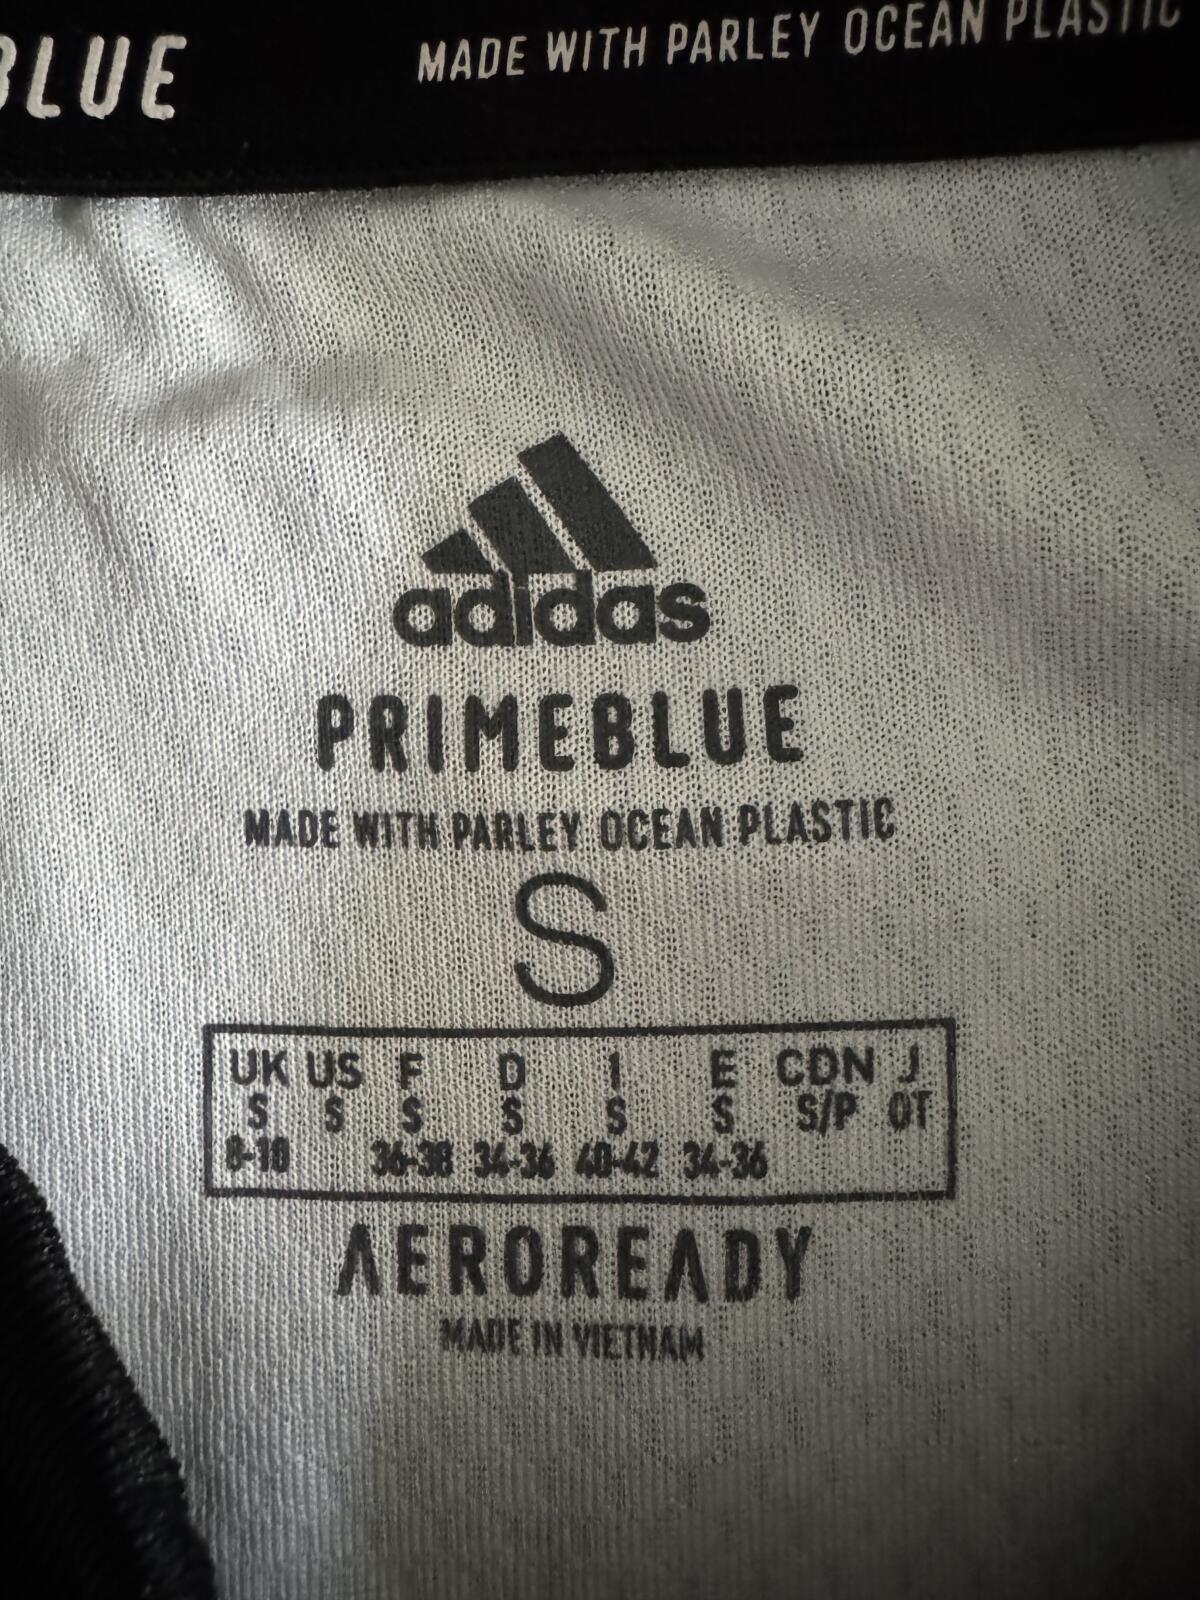 BLUE MADE WITH PARLEY OCEAN PLASTIC
adidas
PRIMEBLUE
MADE WITH PARLEY OCEAN PLASTIC
S
UK US F D I E CDN J
S S S S S S S/P OT
8-10 36-38 34-36 40-42 34-36
AEROREADY
MADE IN VIETNAM